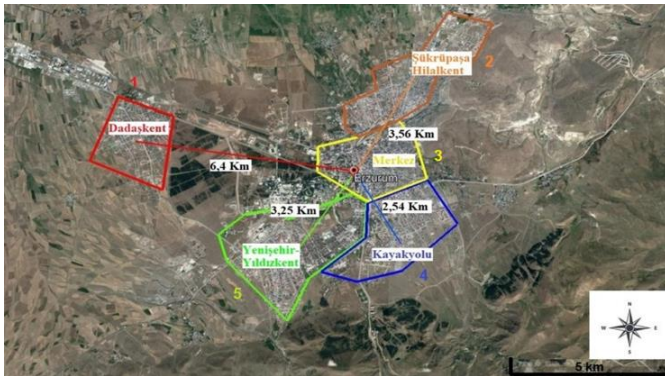 1
Dadaşkent
6,4 Km
Şükrüpaşa
Hilalkent
2
3,56 Km
Merkez
3
Erzurum
3,25 Km
2,54 Km
Yenişehir-
Yıldızkent
5
Kayakyolu
4
N
W
E
S
5 km